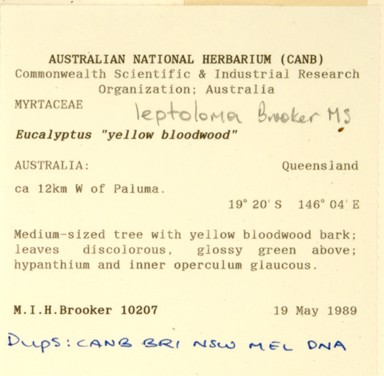 AUSTRALIAN NATIONAL HERBARIUM (CANB)
Commonwealth Scientific & Industrial Research
Organization; Australia
MYRTACEAE
leptoloma Brooker MS
Eucalyptus "yellow bloodwood"
AUSTRALIA: Queensland
ca 12km W of Paluma.
19° 20'S 146° 04'E
Medium-sized tree with yellow bloodwood bark;
leaves discolorous, glossy green above;
hypanthium and inner operculum glaucous.
M.I.H.Brooker 10207 19 May 1989
Dups: CANB BRI NSW MEL DNA